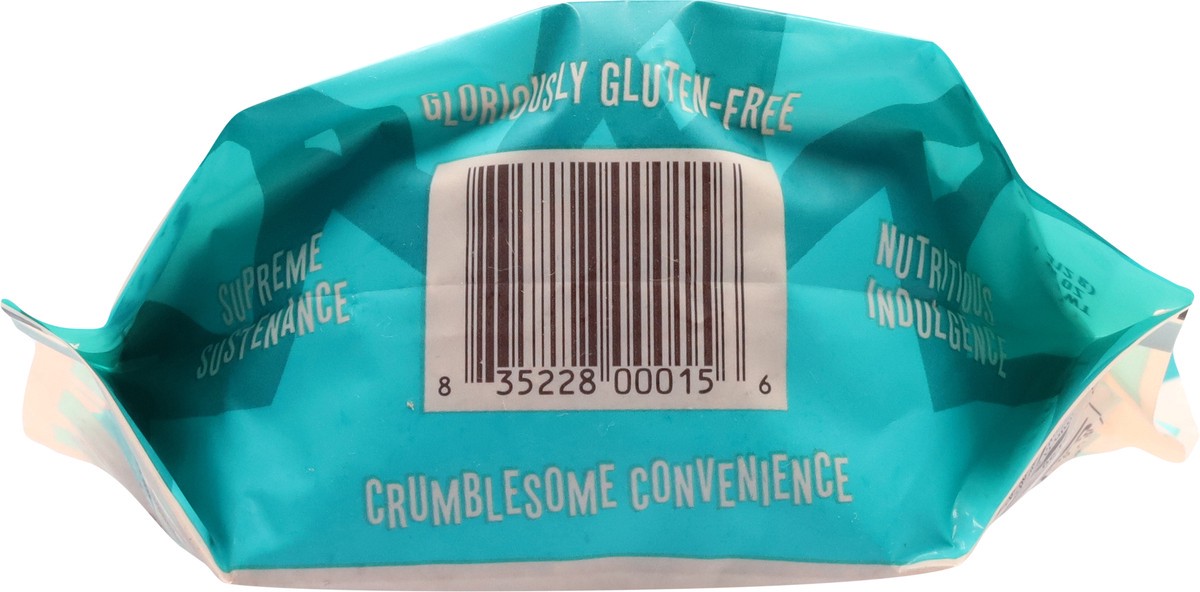 GLORIOUSLY GLUTEN-FREE
SUPREME
SUSTENANCE
NUTRITIOUS
INDULGENCE
8 35228 00015 6
CRUMBLESOME CONVENIENCE